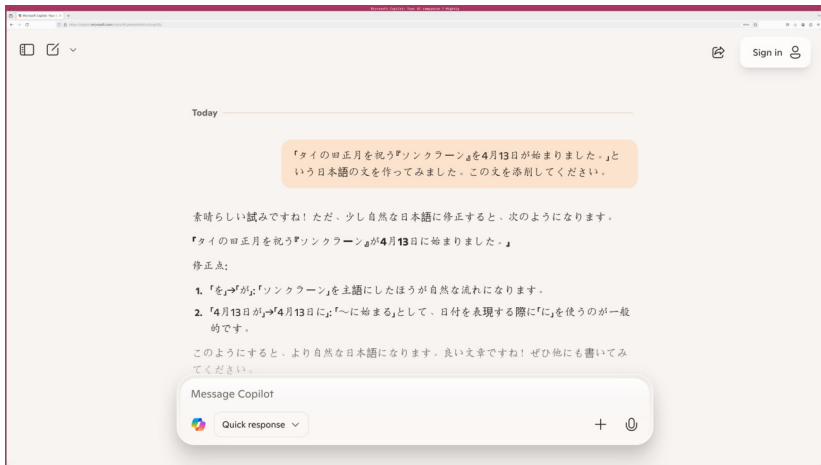 Microsoft Copilot: Your AI companion
Sign in
Today
「タイの旧正月を祝う『ソンクラーン』を4月13日が始まりました。」と
いう日本語の文を作ってみました。この文を添削してください。
素晴らしい試みですね！ただ、少し自然な日本語に修正すると、次のようになります。
「タイの旧正月を祝う『ソンクラーン』が4月13日に始まりました。」
修正点:
1. 「を」→「が」:「ソンクラーン」を主語にしたほうが自然な流れになります。
2. 「4月13日が」→「4月13日に」:「～に始まる」として、日付を表現する際に「に」を使うのが一般
的です。
このようにすると、より自然な日本語になります。良い文章ですね！ぜひ他にも書いてみ
てください。
Message Copilot
Quick response